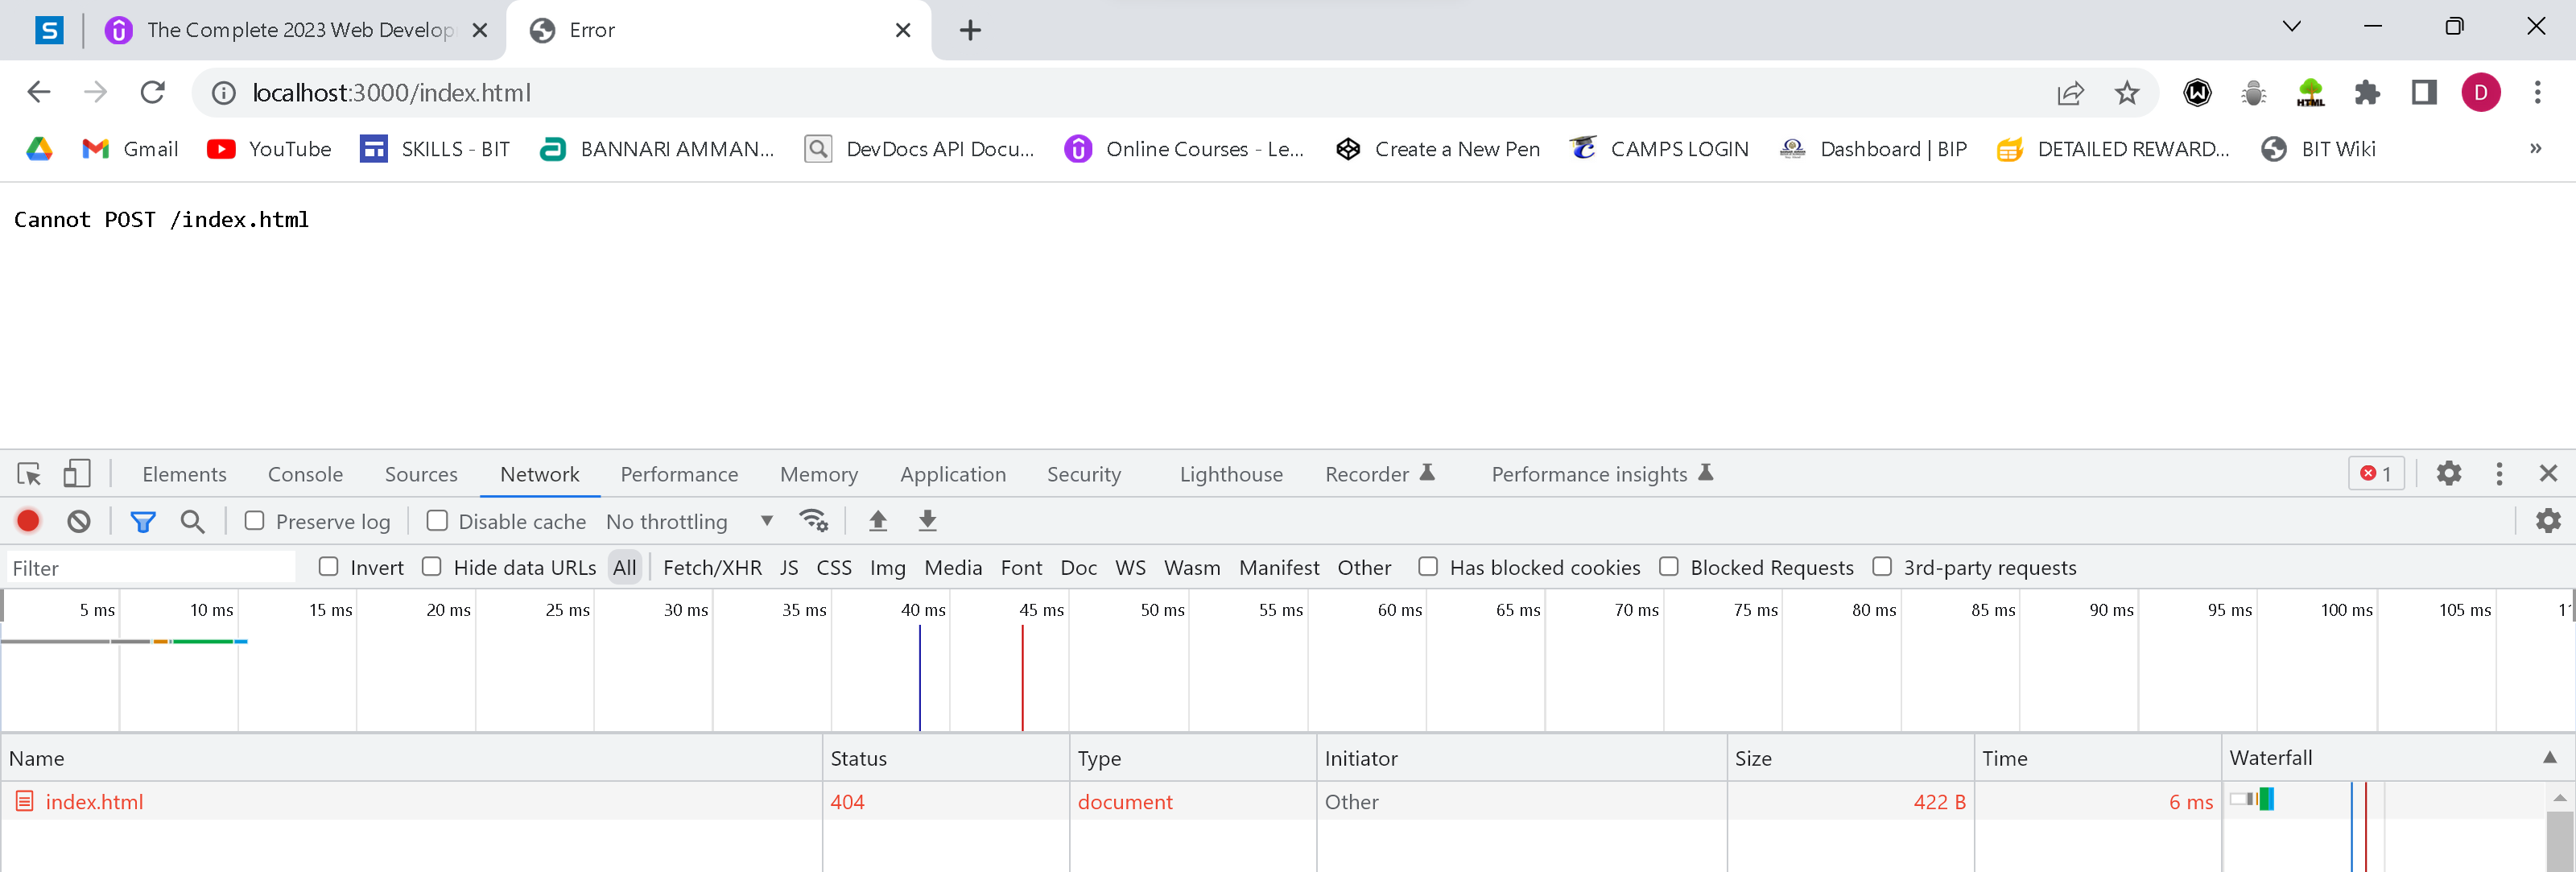 S
The Complete 2023 Web Develop
Error
localhost:3000/index.html
HTML
D
Gmail
YouTube
SKILLS - BIT
BANNARI AMMAN...
DevDocs API Docu...
Online Courses - Le...
Create a New Pen
CAMPS LOGIN
Dashboard | BIP
DETAILED REWARD...
BIT Wiki
»
Cannot POST /index.html
Elements Console Sources Network Performance Memory Application Security Lighthouse Recorder Performance insights 1
Preserve log Disable cache No throttling
Filter Invert Hide data URLs All Fetch/XHR JS CSS Img Media Font Doc WS Wasm Manifest Other Has blocked cookies Blocked Requests 3rd-party requests
5 ms 10 ms 15 ms 20 ms 25 ms 30 ms 35 ms 40 ms 45 ms 50 ms 55 ms 60 ms 65 ms 70 ms 75 ms 80 ms 85 ms 90 ms 95 ms 100 ms 105 ms
Name Status Type Initiator Size Time Waterfall
index.html 404 document Other 422 B 6 ms